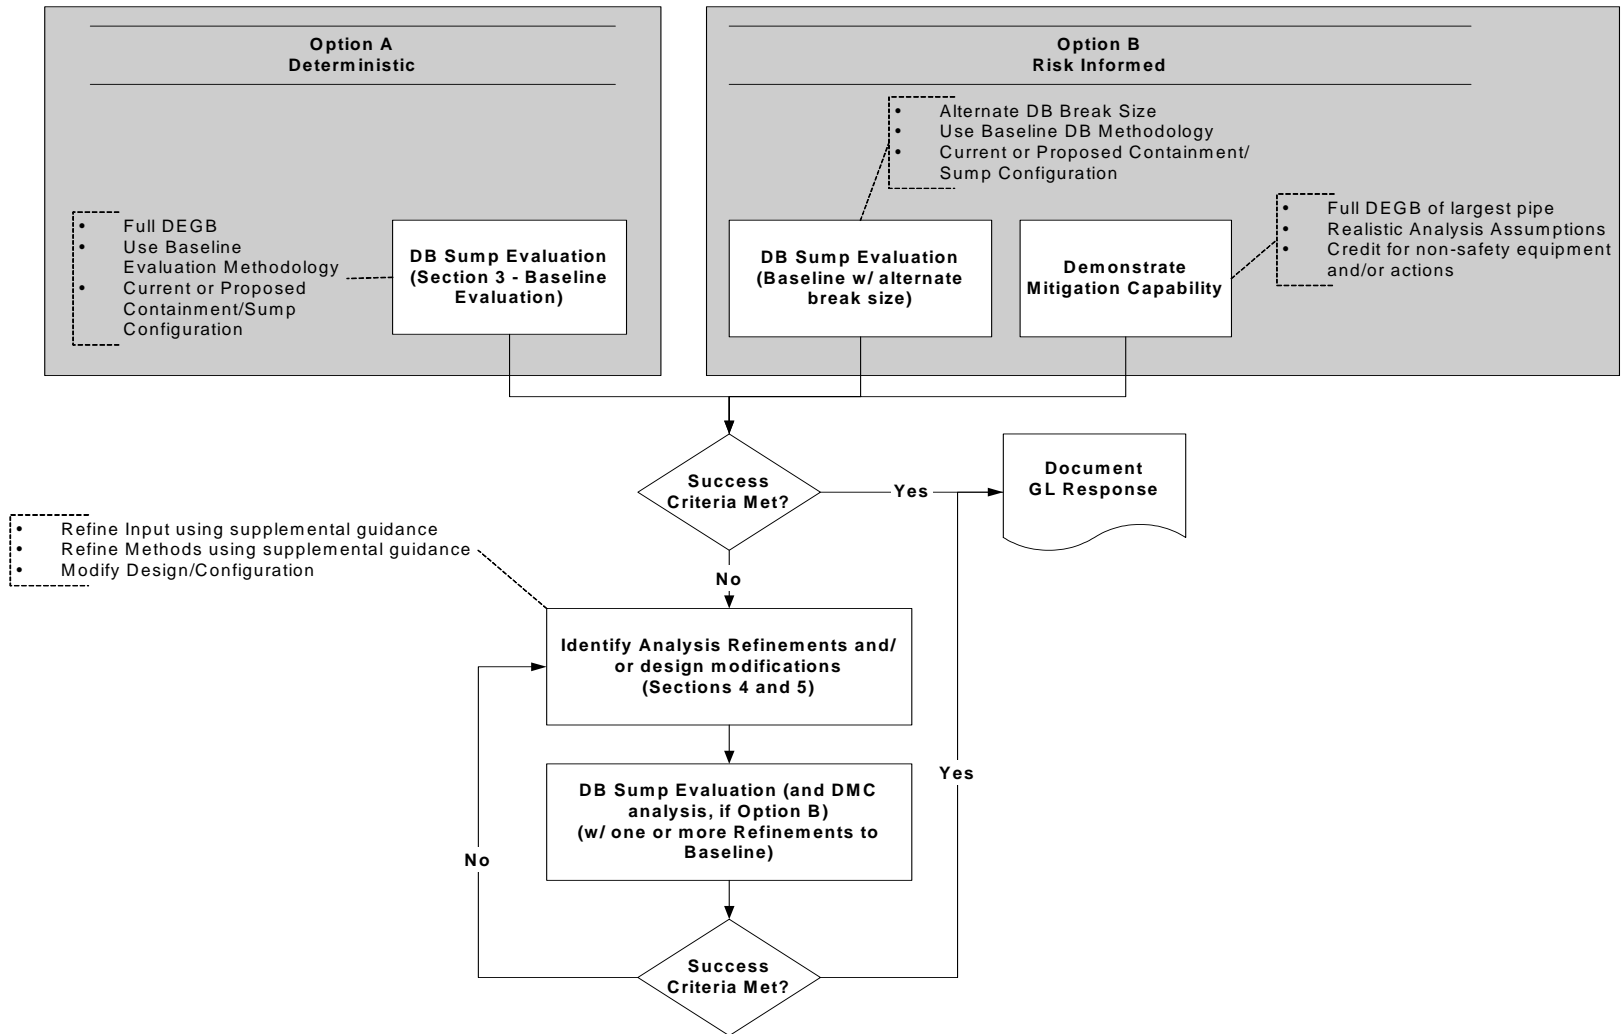 Option A
Deterministic
Option B
Risk Informed
• Alternate DB Break Size
• Use Baseline DB Methodology
• Current or Proposed Containment/
Sump Configuration
• Full DEGB
• Use Baseline
Evaluation Methodology
• Current or Proposed
Containment/Sump
Configuration
DB Sump Evaluation
(Section 3 - Baseline
Evaluation)
DB Sump Evaluation
(Baseline w/ alternate
break size)
Demonstrate
Mitigation Capability
• Full DEGB of largest pipe
• Realistic Analysis Assumptions
• Credit for non-safety equipment
and/or actions
Success
Criteria Met?
Yes
Document
GL Response
No
• Refine Input using supplemental guidance
• Refine Methods using supplemental guidance
• Modify Design/Configuration
Identify Analysis Refinements and/
or design modifications
(Sections 4 and 5)
DB Sump Evaluation (and DMC
analysis, if Option B)
(w/ one or more Refinements to
Baseline)
No
Yes
Success
Criteria Met?